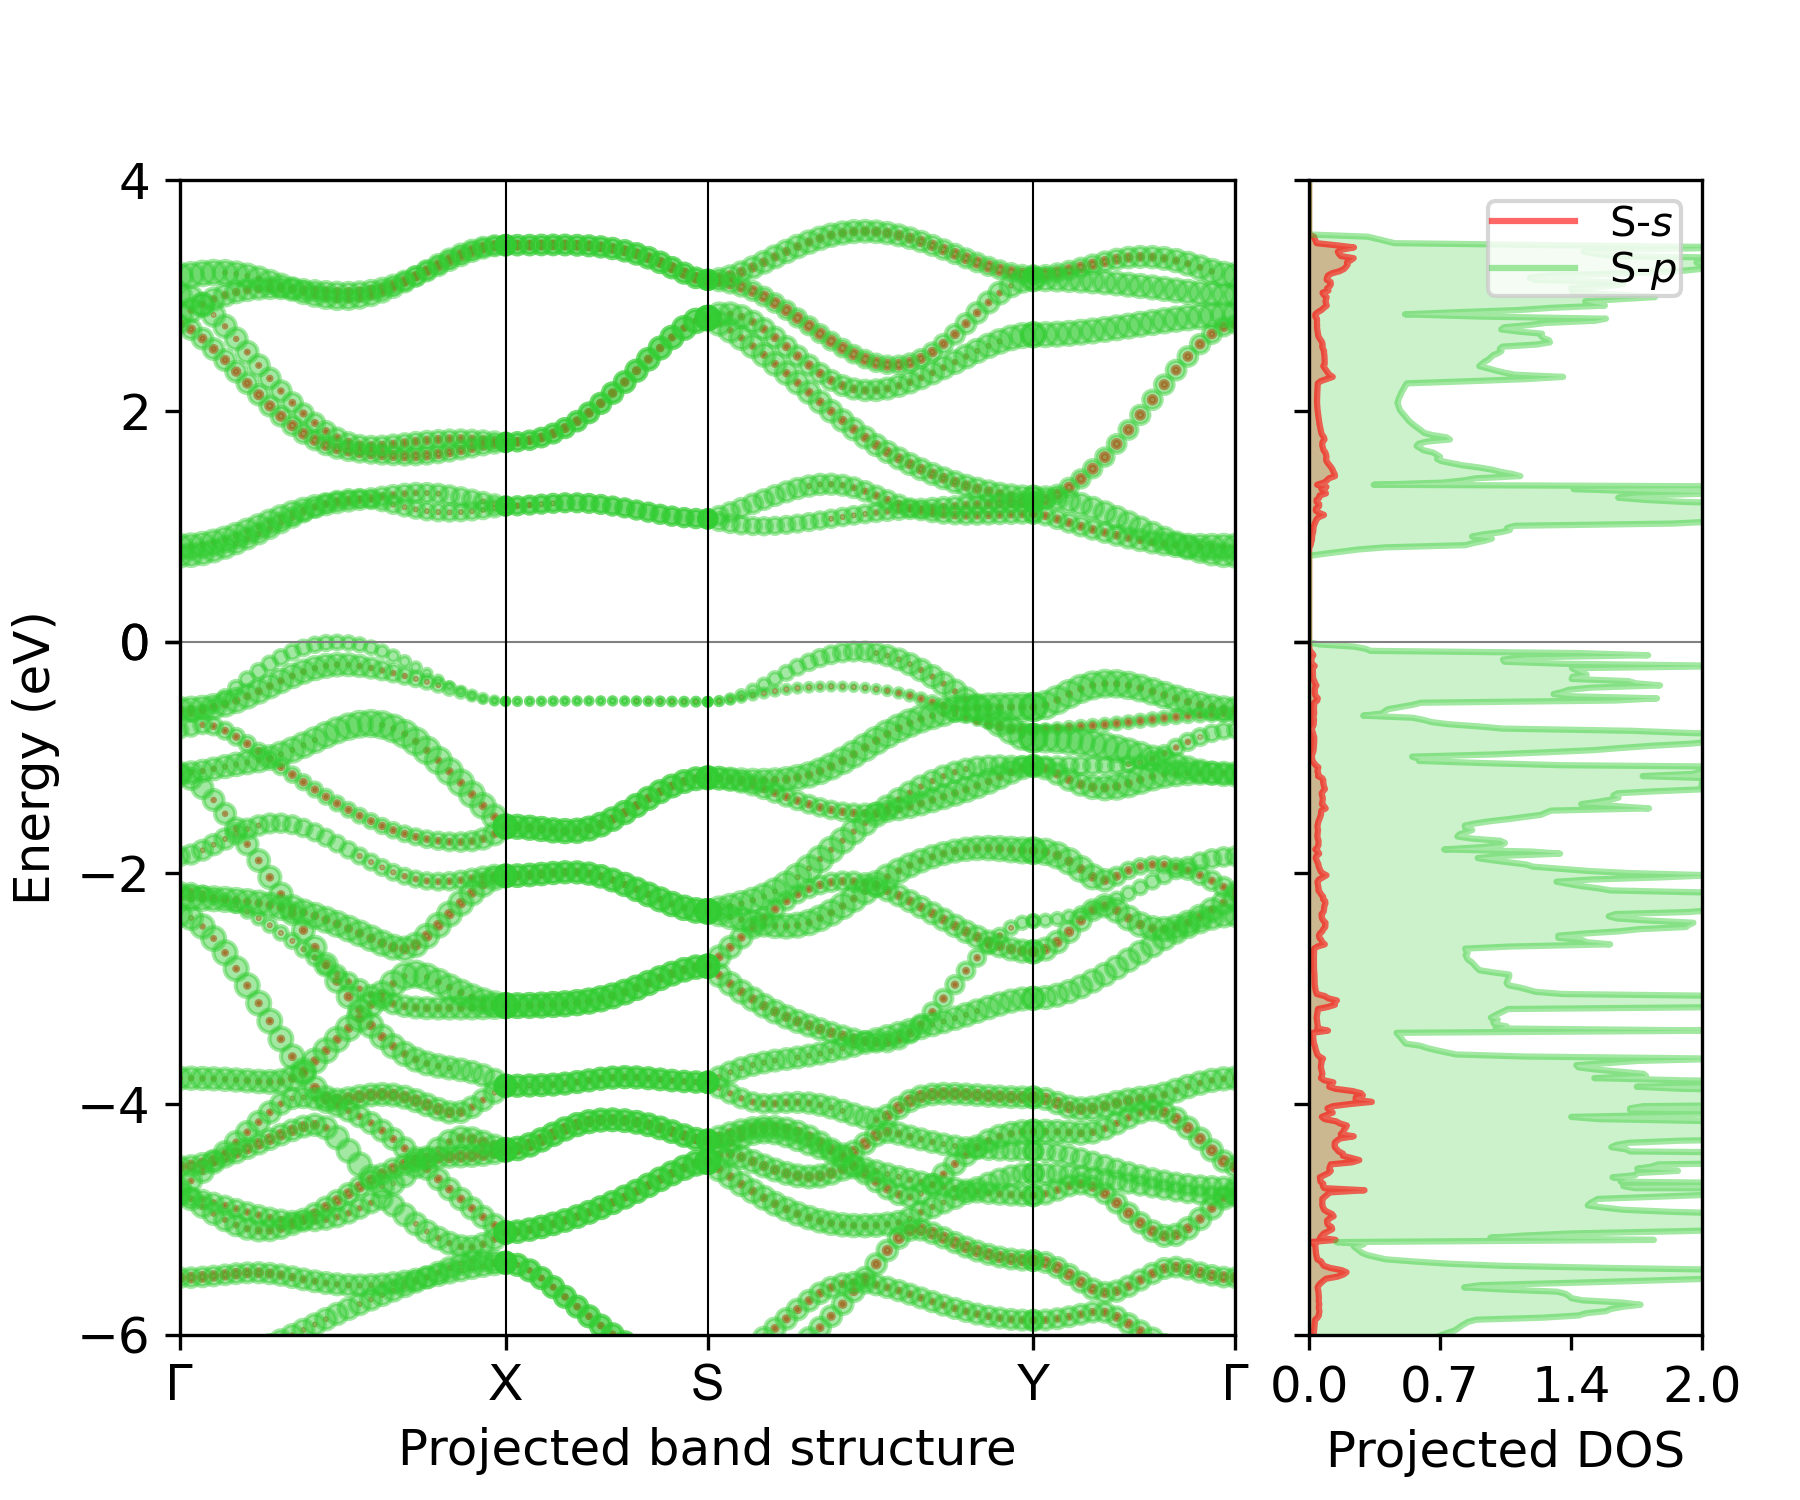 4
2
0
−2
−4
−6
Energy (eV)
Γ X S Y Γ
Projected band structure
S-s
S-p
0.0 0.7 1.4 2.0
Projected DOS